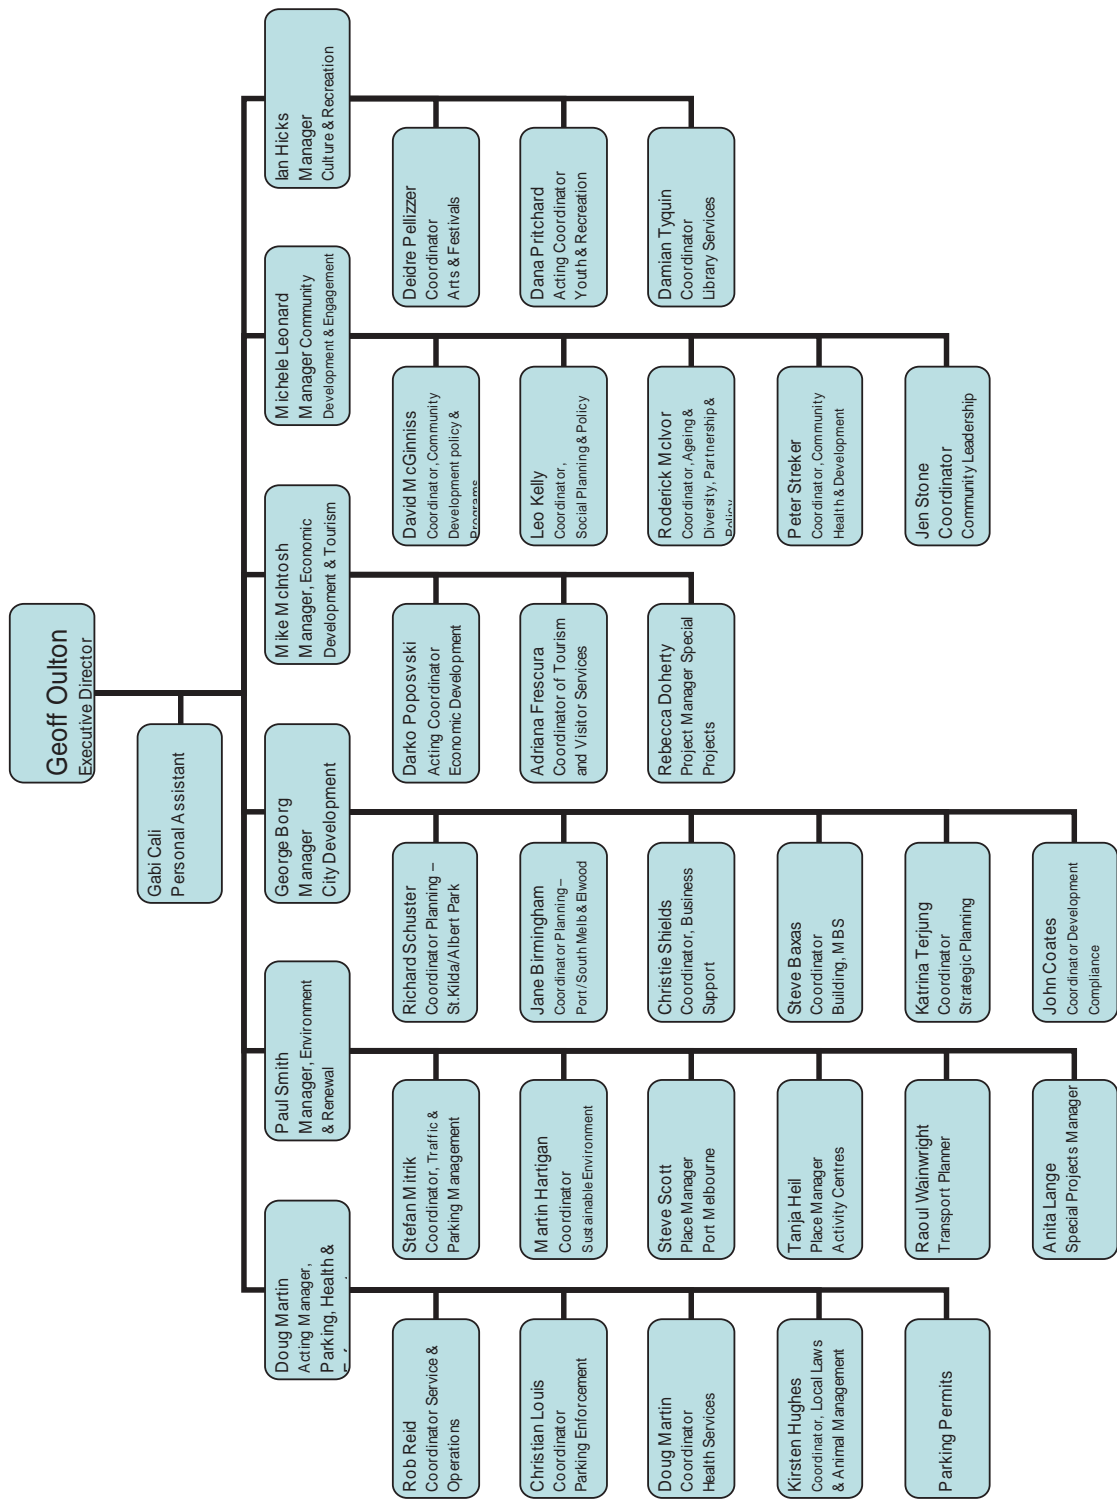 Geoff Oulton
Executive Director
Gabi Cali
Personal Assistant
Doug Martin
Acting Manager,
Parking, Health &
Rob Reid
Coordinator Service &
Operations
Christian Louis
Coordinator
Parking Enforcement
Doug Martin
Coordinator
Health Services
Kirsten Hughes
Coordinator, Local Laws
& Animal Management
Parking Permits
Paul Smith
Manager, Environment
& Renewal
Stefan Mitrik
Coordinator, Traffic &
Parking Management
Martin Hartigan
Coordinator
Sustainable Environment
Steve Scott
Place Manager
Port Melbourne
Tanja Heil
Place Manager
Activity Centres
Raoul Wainwright
Transport Planner
Anita Lange
Special Projects Manager
George Borg
Manager
City Development
Richard Schuster
Coordinator Planning –
St.Kilda/Albert Park
Jane Birmingham
Coordinator Planning –
Port/South Melb & Elwood
Christie Shields
Coordinator, Business
Support
Steve Baxas
Coordinator
Building, MBS
Katrina Terjung
Coordinator
Strategic Planning
John Coates
Coordinator Development
Compliance
Mike McIntosh
Manager, Economic
Development & Tourism
Darko Poposvski
Acting Coordinator
Economic Development
Adriana Frescura
Coordinator of Tourism
and Visitor Services
Rebecca Doherty
Project Manager Special
Projects
Michele Leonard
Manager Community
Development & Engagement
David McGinniss
Coordinator, Community
Development policy &
Programs
Leo Kelly
Coordinator,
Social Planning & Policy
Roderick McIvor
Coordinator, Ageing &
Diversity, Partnership &
Policy
Peter Streker
Coordinator, Community
Health & Development
Jen Stone
Coordinator
Community Leadership
Ian Hicks
Manager
Culture & Recreation
Deidre Pellizzer
Coordinator
Arts & Festivals
Dana Pritchard
Acting Coordinator
Youth & Recreation
Damian Tyquin
Coordinator
Library Services